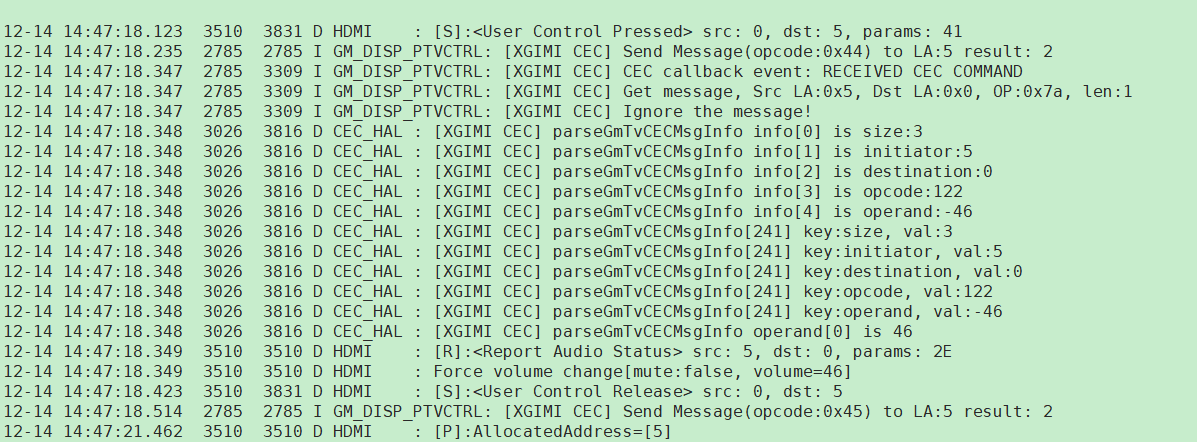 12-14 14:47:18.123  3510  3831 D HDMI    : [S]:<User Control Pressed> src: 0, dst: 5, params: 41
12-14 14:47:18.235  2785  2785 I GM_DISP_PTVCTRL: [XGIMI CEC] Send Message(opcode:0x44) to LA:5 result: 2
12-14 14:47:18.347  2785  3309 I GM_DISP_PTVCTRL: [XGIMI CEC] CEC callback event: RECEIVED CEC COMMAND
12-14 14:47:18.347  2785  3309 I GM_DISP_PTVCTRL: [XGIMI CEC] Get message, Src LA:0x5, Dst LA:0x0, OP:0x7a, len:1
12-14 14:47:18.347  2785  3309 I GM_DISP_PTVCTRL: [XGIMI CEC] Ignore the message!
12-14 14:47:18.348  3026  3816 D CEC_HAL : [XGIMI CEC] parseGmTvCECMsgInfo info[0] is size:3
12-14 14:47:18.348  3026  3816 D CEC_HAL : [XGIMI CEC] parseGmTvCECMsgInfo info[1] is initiator:5
12-14 14:47:18.348  3026  3816 D CEC_HAL : [XGIMI CEC] parseGmTvCECMsgInfo info[2] is destination:0
12-14 14:47:18.348  3026  3816 D CEC_HAL : [XGIMI CEC] parseGmTvCECMsgInfo info[3] is opcode:122
12-14 14:47:18.348  3026  3816 D CEC_HAL : [XGIMI CEC] parseGmTvCECMsgInfo info[4] is operand:-46
12-14 14:47:18.348  3026  3816 D CEC_HAL : [XGIMI CEC] parseGmTvCECMsgInfo[241] key:size, val:3
12-14 14:47:18.348  3026  3816 D CEC_HAL : [XGIMI CEC] parseGmTvCECMsgInfo[241] key:initiator, val:5
12-14 14:47:18.348  3026  3816 D CEC_HAL : [XGIMI CEC] parseGmTvCECMsgInfo[241] key:destination, val:0
12-14 14:47:18.348  3026  3816 D CEC_HAL : [XGIMI CEC] parseGmTvCECMsgInfo[241] key:opcode, val:122
12-14 14:47:18.348  3026  3816 D CEC_HAL : [XGIMI CEC] parseGmTvCECMsgInfo[241] key:operand, val:-46
12-14 14:47:18.348  3026  3816 D CEC_HAL : [XGIMI CEC] parseGmTvCECMsgInfo operand[0] is 46
12-14 14:47:18.349  3510  3510 D HDMI    : [R]:<Report Audio Status> src: 5, dst: 0, params: 2E
12-14 14:47:18.349  3510  3510 D HDMI    : Force volume change[mute:false, volume=46]
12-14 14:47:18.423  3510  3831 D HDMI    : [S]:<User Control Release> src: 0, dst: 5
12-14 14:47:18.514  2785  2785 I GM_DISP_PTVCTRL: [XGIMI CEC] Send Message(opcode:0x45) to LA:5 result: 2
12-14 14:47:21.462  3510  3510 D HDMI    : [P]:AllocatedAddress=[5]